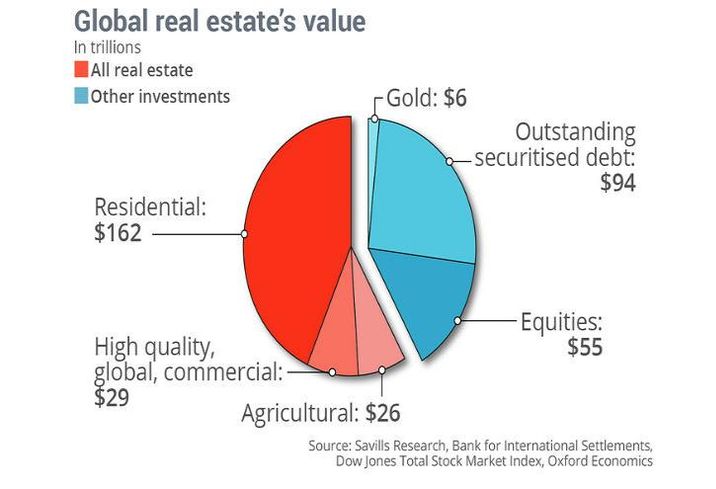 Global real estate's value
In trillions
All real estate
Other investments
Gold: $6
Outstanding
securitised debt:
$94
Residential:
$162
Equities:
$55
High quality,
global, commercial:
$29
Agricultural: $26
Source: Savills Research, Bank for International Settlements,
Dow Jones Total Stock Market Index, Oxford Economics